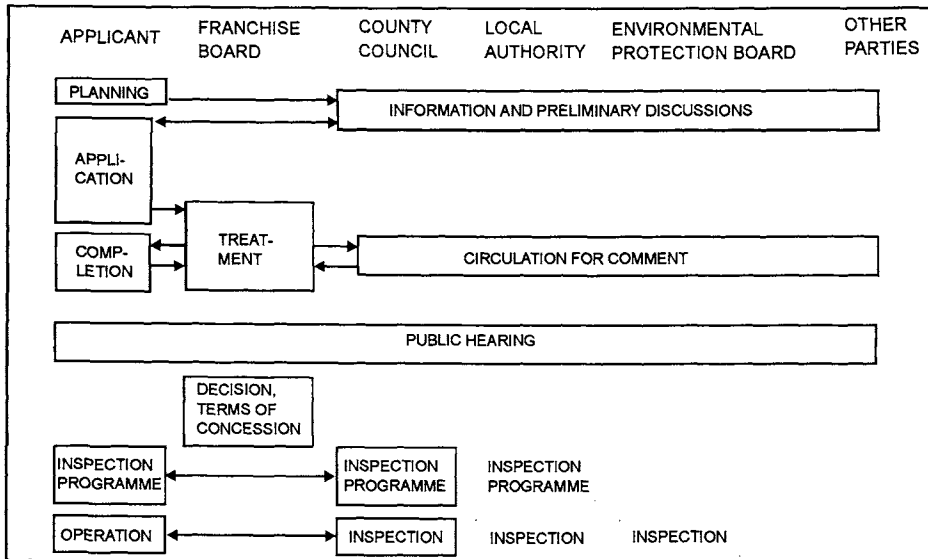 APPLICANT
FRANCHISE
BOARD
COUNTY
COUNCIL
LOCAL
AUTHORITY
ENVIRONMENTAL
PROTECTION BOARD
OTHER
PARTIES
PLANNING
INFORMATION AND PRELIMINARY DISCUSSIONS
APPLI-
CATION
TREAT-
MENT
COMP-
LETION
CIRCULATION FOR COMMENT
PUBLIC HEARING
DECISION,
TERMS OF
CONCESSION
INSPECTION
PROGRAMME
INSPECTION
PROGRAMME
INSPECTION
PROGRAMME
OPERATION
INSPECTION
INSPECTION
INSPECTION